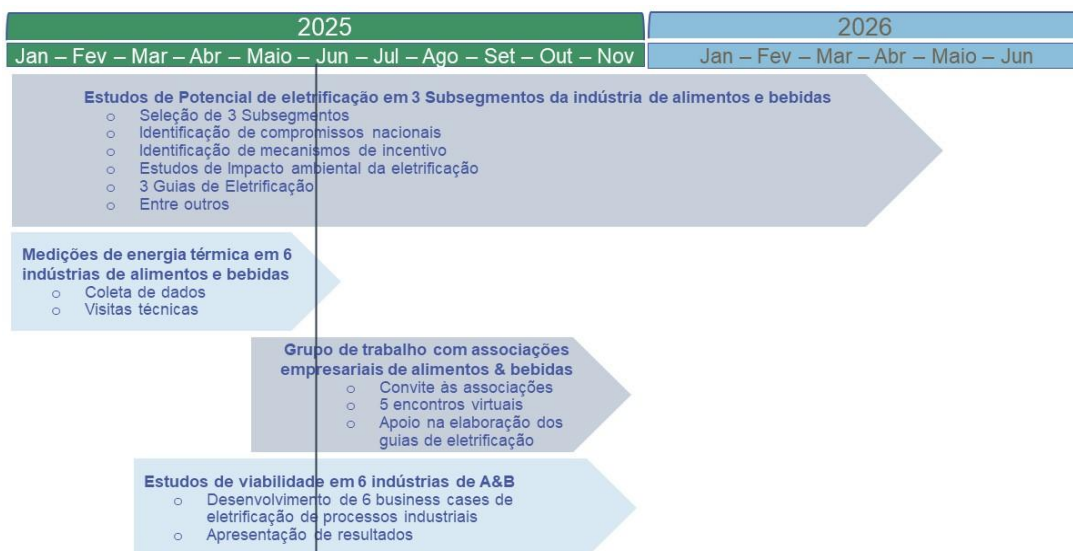 2025
2026
Jan – Fev – Mar – Abr – Maio – Jun – Jul – Ago – Set – Out – Nov
Jan – Fev – Mar – Abr – Maio – Jun
Estudos de Potencial de eletrificação em 3 Subsegmentos da indústria de alimentos e bebidas
o Seleção de 3 Subsegmentos
o Identificação de compromissos nacionais
o Identificação de mecanismos de incentivo
o Estudos de Impacto ambiental da eletrificação
o 3 Guias de Eletrificação
o Entre outros
Medições de energia térmica em 6
indústrias de alimentos e bebidas
o Coleta de dados
o Visitas técnicas
Grupo de trabalho com associações
empresariais de alimentos & bebidas
o Convite às associações
o 5 encontros virtuais
o Apoio na elaboração dos
guias de eletrificação
Estudos de viabilidade em 6 indústrias de A&B
o Desenvolvimento de 6 business cases de
eletrificação de processos industriais
o Apresentação de resultados